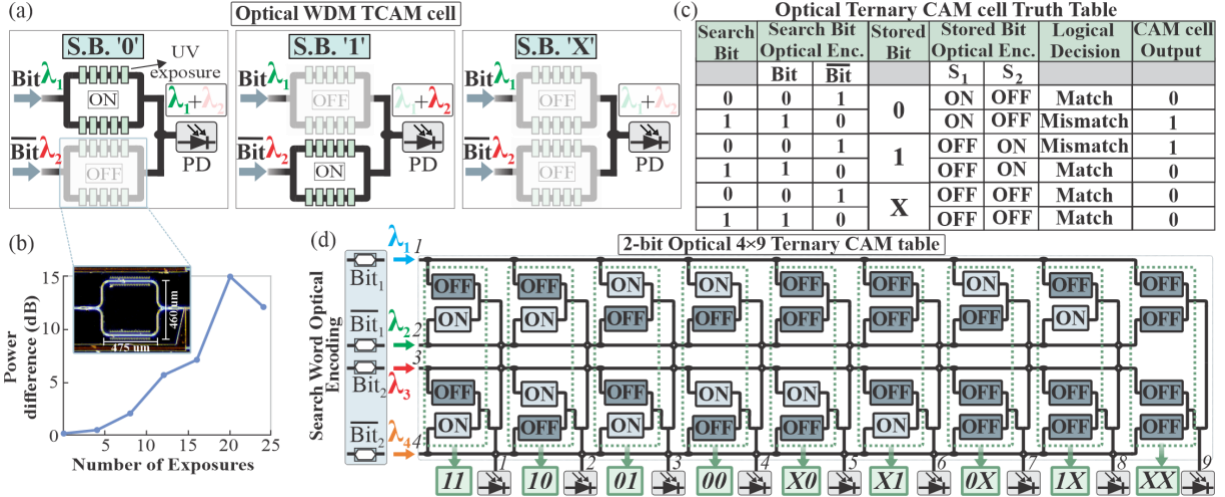 (a)
Optical WDM TCAM cell
S.B. '0'
UV
exposure
Bit
λ1
ON
λ1+λ2
Bit
λ2
OFF
PD
S.B. '1'
Bit
λ1
OFF
λ1+λ2
Bit
λ2
ON
PD
S.B. 'X'
Bit
λ1
OFF
λ1+λ2
Bit
λ2
OFF
PD
(b)
Power
difference (dB)
15
10
5
0
0 5 10 15 20 25
Number of Exposures
460 um
475 um
(c)
Optical Ternary CAM cell Truth Table
Search Bit Search Bit Optical Enc. Stored Bit Stored Bit Optical Enc. Logical Decision CAM cell Output
Bit Bit S1 S2
0 0 1 0 ON OFF Match 0
1 1 0 ON OFF Mismatch 1
0 0 1 1 OFF ON Mismatch 1
1 1 0 OFF ON Match 0
0 0 1 X OFF OFF Match 0
1 1 0 OFF OFF Match 0
(d)
2-bit Optical 4×9 Ternary CAM table
Search Word Optical
Encoding
Bit1
λ1 1
OFF OFF ON ON OFF OFF ON OFF OFF
Bit1
λ2 2
ON ON OFF OFF OFF OFF OFF ON OFF
Bit2
λ3 3
OFF ON OFF ON ON OFF OFF OFF OFF
Bit2
λ4 4
ON OFF ON OFF OFF ON OFF OFF OFF
1 2 3 4 5 6 7 8 9
11 10 01 00 X0 X1 0X 1X XX